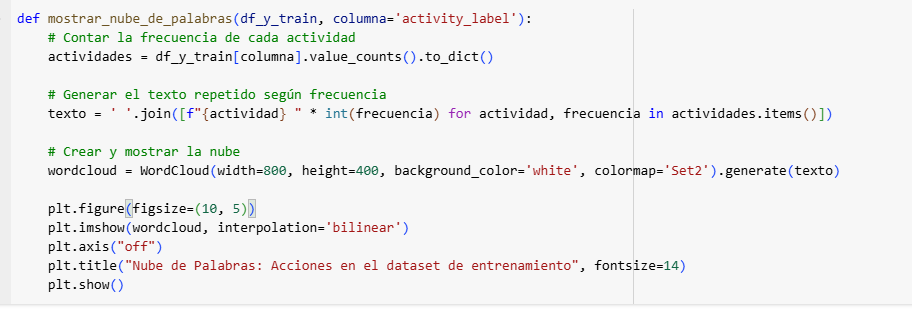 def mostrar_nube_de_palabras(df_y_train, columna='activity_label'):
    # Contar la frecuencia de cada actividad
    actividades = df_y_train[columna].value_counts().to_dict()

    # Generar el texto repetido según frecuencia
    texto = ' '.join([f"{actividad} " * int(frecuencia) for actividad, frecuencia in actividades.items()])

    # Crear y mostrar la nube
    wordcloud = WordCloud(width=800, height=400, background_color='white', colormap='Set2').generate(texto)

    plt.figure(figsize=(10, 5))
    plt.imshow(wordcloud, interpolation='bilinear')
    plt.axis("off")
    plt.title("Nube de Palabras: Acciones en el dataset de entrenamiento", fontsize=14)
    plt.show()